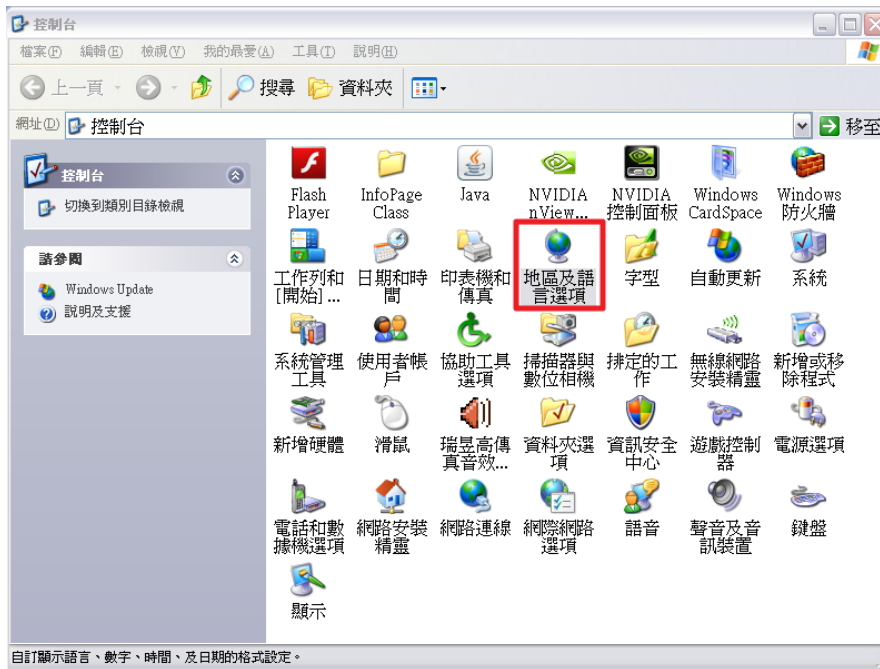 控制台
檔案(F) 編輯(E) 檢視(V) 我的最愛(A) 工具(T) 說明(H)
上一頁 搜尋 資料夾
網址(D) 控制台 移至
控制台
切換到類別目錄檢視
請參閱
Windows Update
說明及支援
Flash Player
InfoPage Class
Java
NVIDIA nView...
NVIDIA 控制面板
Windows CardSpace
Windows 防火牆
工作列和 [開始] ...
日期和時間
印表機和傳真
地區及語言選項
字型
自動更新
系統
系統管理工具
使用者帳戶
協助工具選項
掃描器與數位相機
排定的工作
無線網路安裝精靈
新增或移除程式
新增硬體
滑鼠
瑞昱高傳真音效...
資料夾選項
資訊安全中心
遊戲控制器
電源選項
電話和數據機選項
網路安裝精靈
網路連線
網際網路選項
語音
聲音及音訊裝置
鍵盤
顯示
自訂顯示語言、數字、時間、及日期的格式設定。